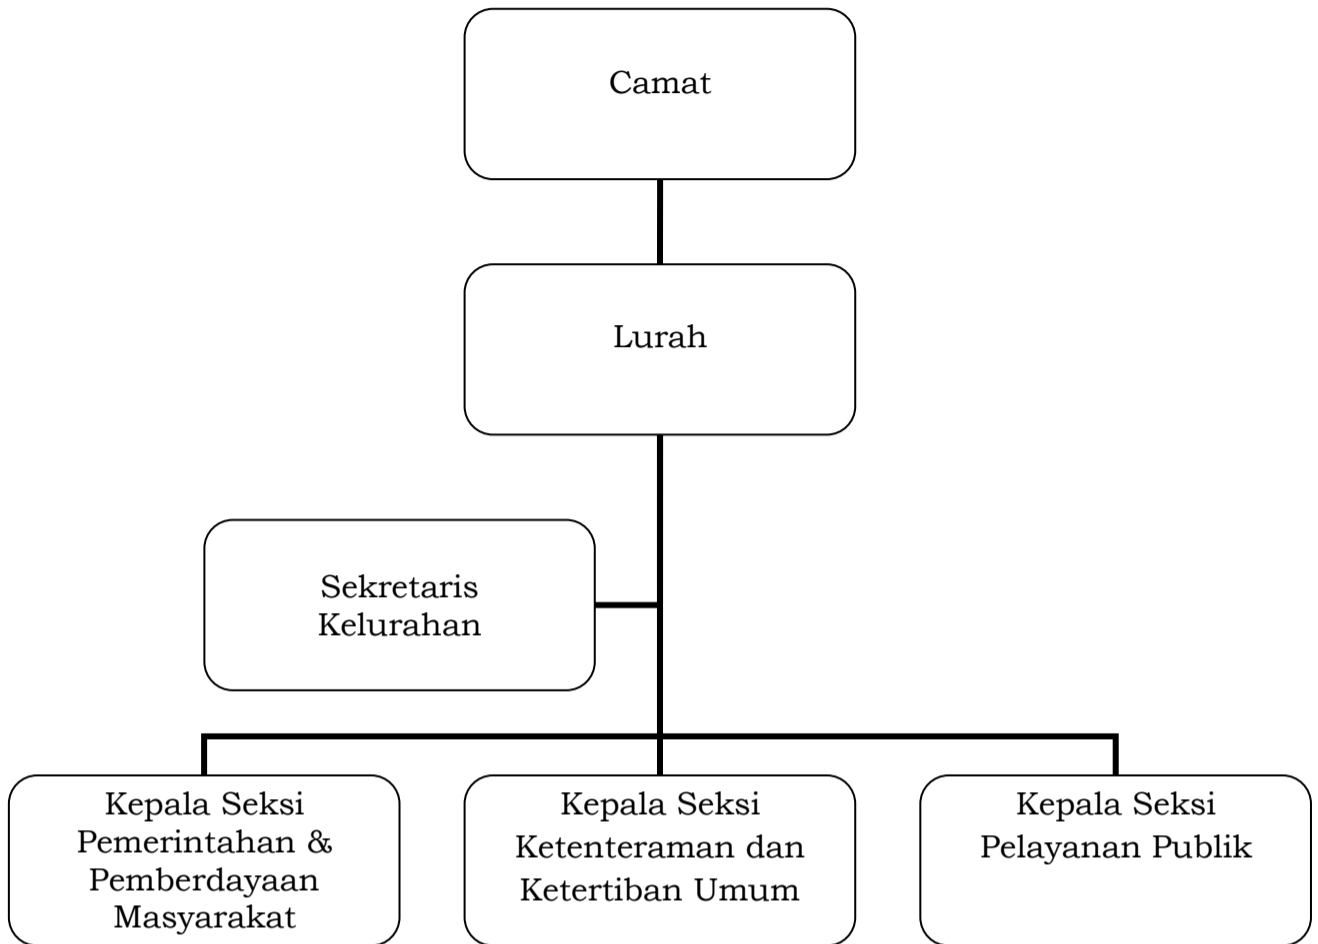 Camat
Lurah
Sekretaris
Kelurahan
Kepala Seksi
Pemerintahan &
Pemberdayaan
Masyarakat
Kepala Seksi
Ketenteraman dan
Ketertiban Umum
Kepala Seksi
Pelayanan Publik